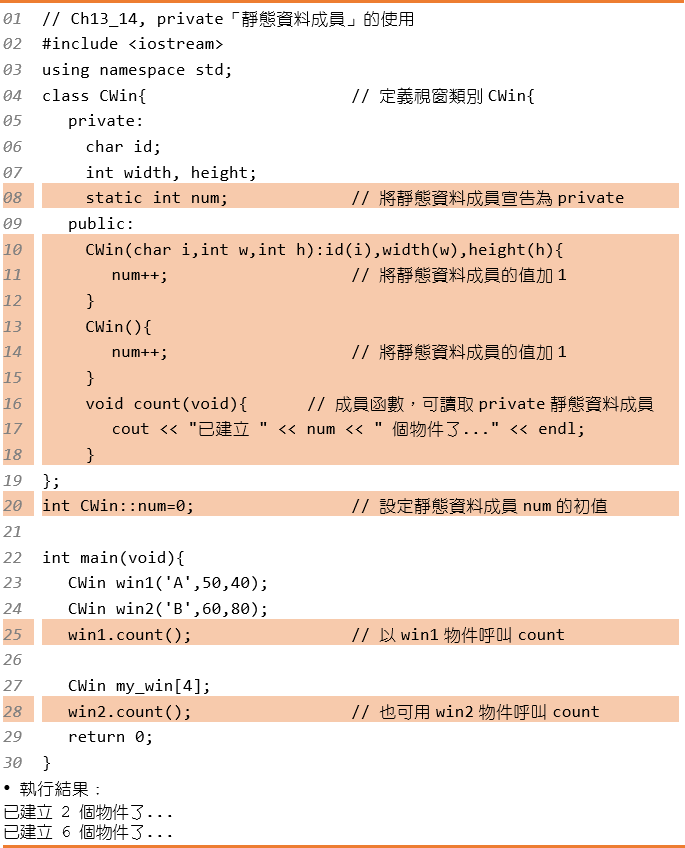 01 // Ch13_14, private「靜態資料成員」的使用
02 #include <iostream>
03 using namespace std;
04 class CWin{ // 定義視窗類別 CWin{
05 private:
06 char id;
07 int width, height;
08 static int num; // 將靜態資料成員宣告為 private
09 public:
10 CWin(char i,int w,int h):id(i),width(w),height(h){
11 num++; // 將靜態資料成員的值加 1
12 }
13 CWin(){
14 num++; // 將靜態資料成員的值加 1
15 }
16 void count(void){ // 成員函數，可讀取 private 靜態資料成員
17 cout << "已建立 " << num << " 個物件了..." << endl;
18 }
19 };
20 int CWin::num=0; // 設定靜態資料成員 num 的初值
21
22 int main(void){
23 CWin win1('A',50,40);
24 CWin win2('B',60,80);
25 win1.count(); // 以 win1 物件呼叫 count
26
27 CWin my_win[4];
28 win2.count(); // 也可用 win2 物件呼叫 count
29 return 0;
30 }
• 執行結果：
已建立 2 個物件了...
已建立 6 個物件了...